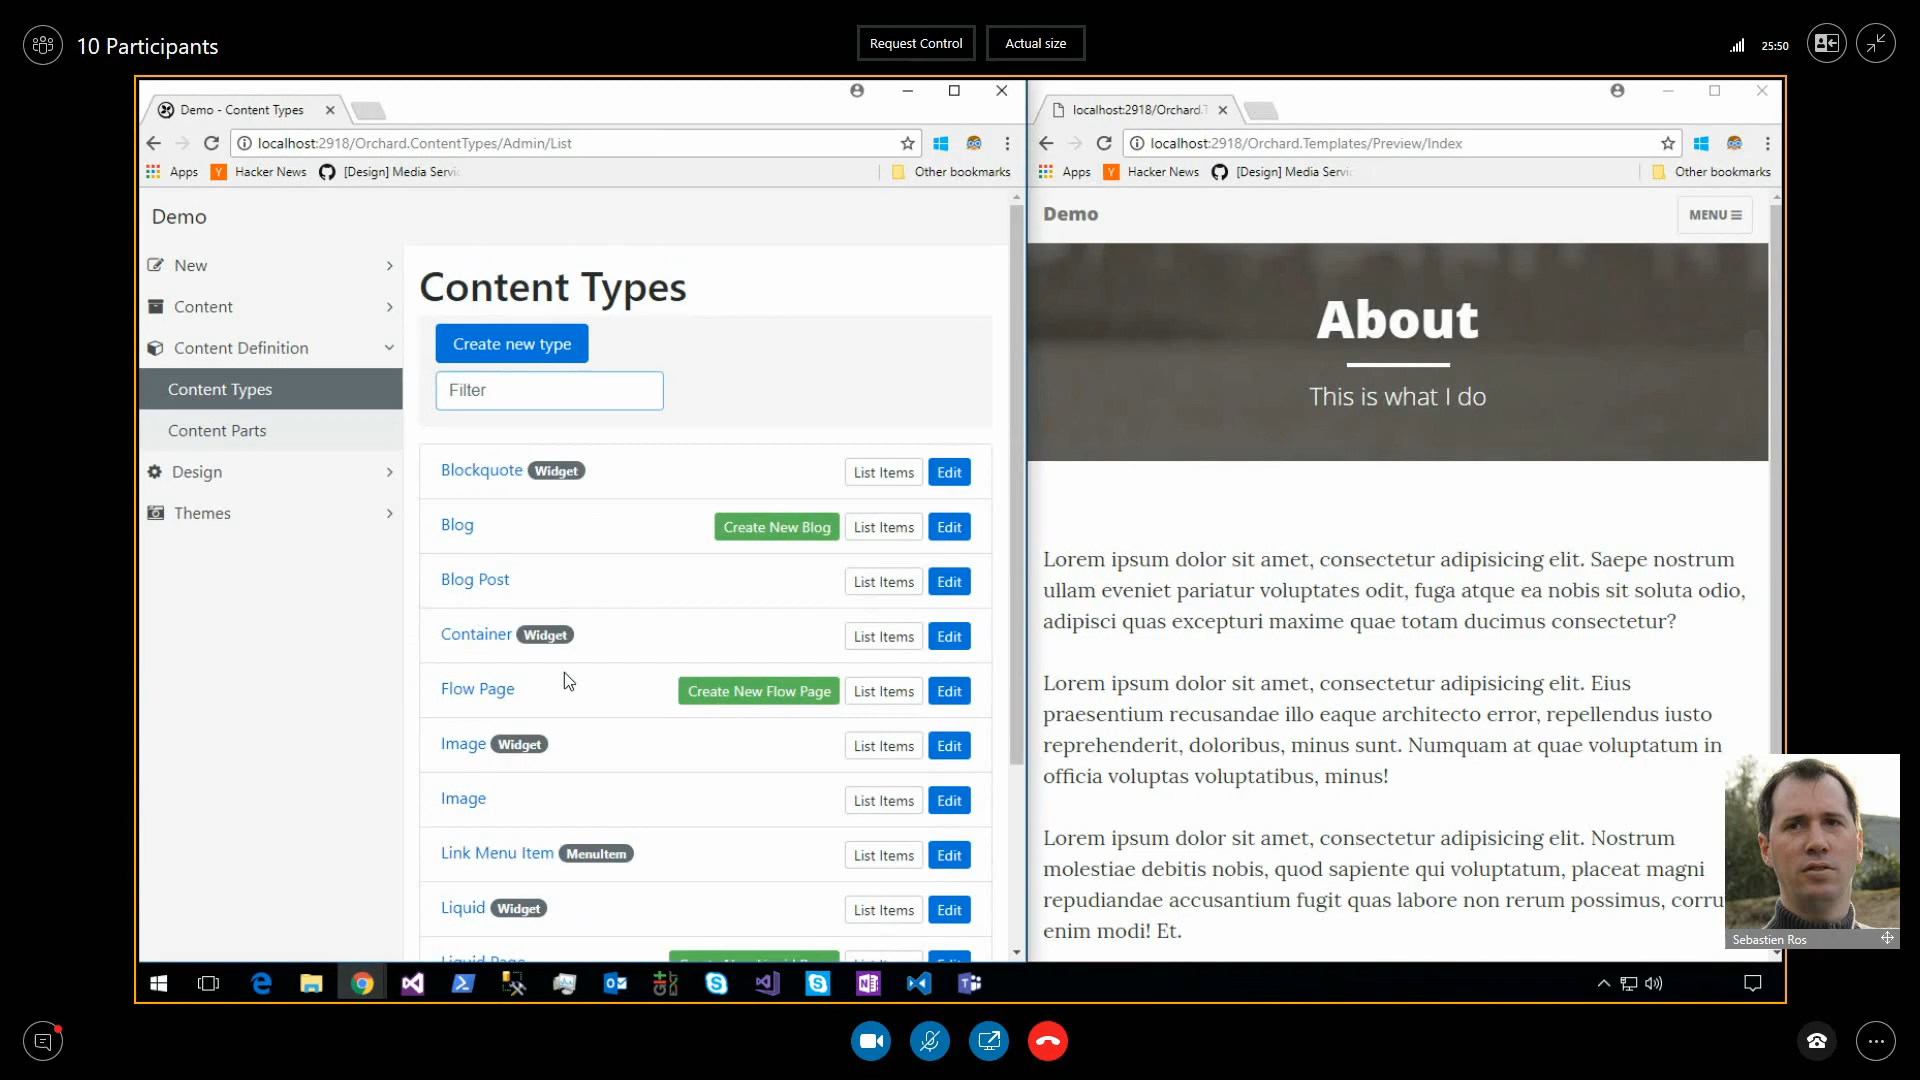 10 Participants
Request Control
Actual size
25:50
Demo - Content Types
localhost:2918/Orchard.ContentTypes/Admin/List
Apps
Hacker News
[Design] Media Servi
Other bookmarks
Demo
New
Content
Content Definition
Content Types
Content Parts
Design
Themes
Content Types
Create new type
Filter
Blockquote Widget List Items Edit
Blog Create New Blog List Items Edit
Blog Post List Items Edit
Container Widget List Items Edit
Flow Page Create New Flow Page List Items Edit
Image Widget List Items Edit
Image List Items Edit
Link Menu Item MenuItem List Items Edit
Liquid Widget List Items Edit
localhost:2918/Orchard.T
localhost:2918/Orchard.Templates/Preview/Index
Apps
Hacker News
[Design] Media Servi
Other bookmarks
Demo
MENU
About
This is what I do
Lorem ipsum dolor sit amet, consectetur adipisicing elit. Saepe nostrum
ullam eveniet pariatur voluptates odit, fuga atque ea nobis sit soluta odio,
adipisci quas excepturi maxime quae totam ducimus consectetur?
Lorem ipsum dolor sit amet, consectetur adipisicing elit. Eius
praesentium recusandae illo eaque architecto error, repellendus iusto
reprehenderit, doloribus, minus sunt. Numquam at quae voluptatum in
officia voluptas voluptatibus, minus!
Lorem ipsum dolor sit amet, consectetur adipisicing elit. Nostrum
molestiae debitis nobis, quod sapiente qui voluptatum, placeat magni
repudiandae accusantium fugit quas labore non rerum possimus, corru
enim modi! Et.
Sebastien Ros